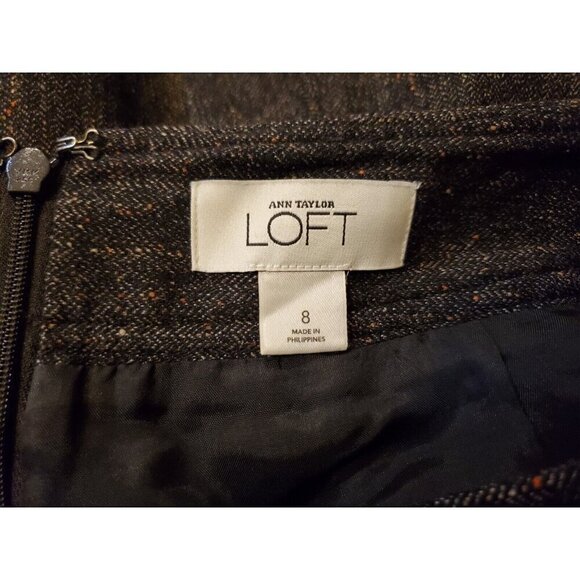 ANN TAYLOR
LOFT
8
MADE IN
PHILIPPINES